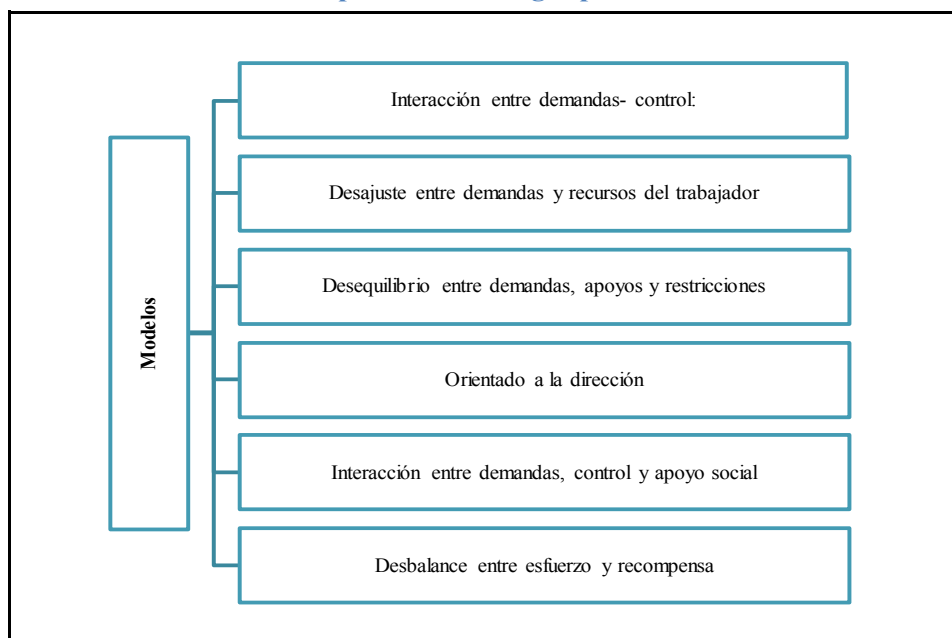 Modelos
Interacción entre demandas- control:
Desajuste entre demandas y recursos del trabajador
Desequilibrio entre demandas, apoyos y restricciones
Orientado a la dirección
Interacción entre demandas, control y apoyo social
Desbalance entre esfuerzo y recompensa